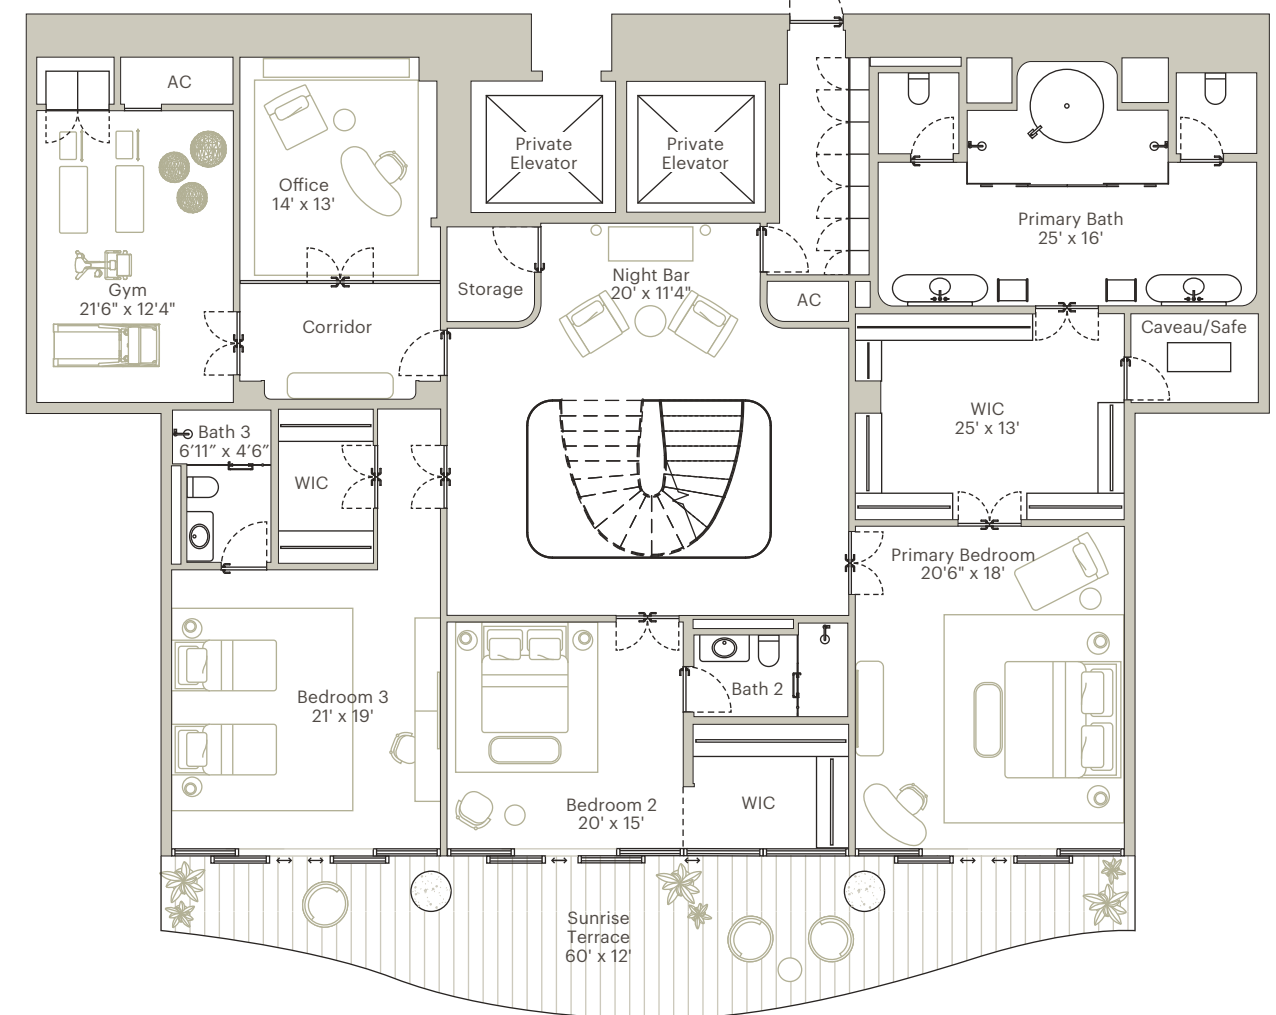 AC
Private
Elevator
Private
Elevator
Office
14' x 13'
Primary Bath
25' x 16'
Gym
21'6" x 12'4"
Storage
Night Bar
20' x 11'4"
AC
Corridor
Caveau/Safe
WIC
25' x 13'
Bath 3
6’11” x 4’6”
WIC
Primary Bedroom
20'6" x 18'
Bedroom 3
21' x 19'
Bath 2
Bedroom 2
20' x 15'
WIC
Sunrise
Terrace
60' x 12'